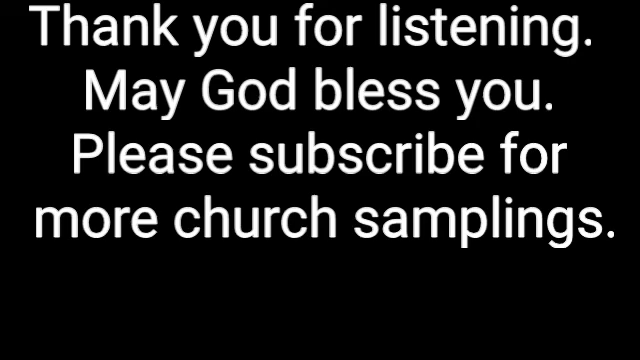 Thank you for listening.
May God bless you.
Please subscribe for
more church samplings.